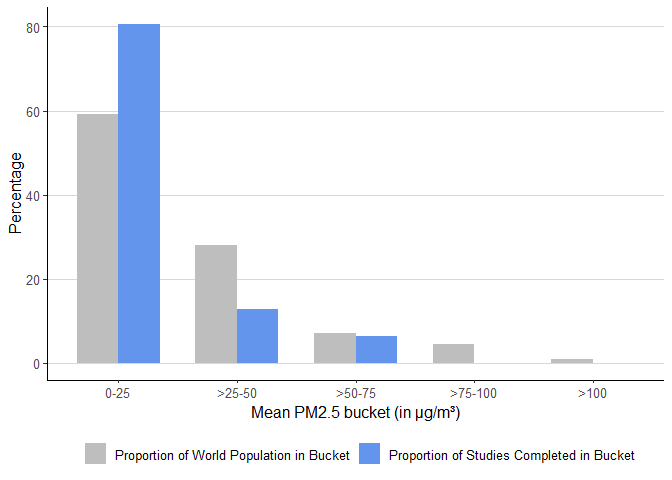 Percentage
80
60
40
20
0
0-25 >25-50 >50-75 >75-100 >100
Mean PM2.5 bucket (in μg/m³)
Proportion of World Population in Bucket Proportion of Studies Completed in Bucket